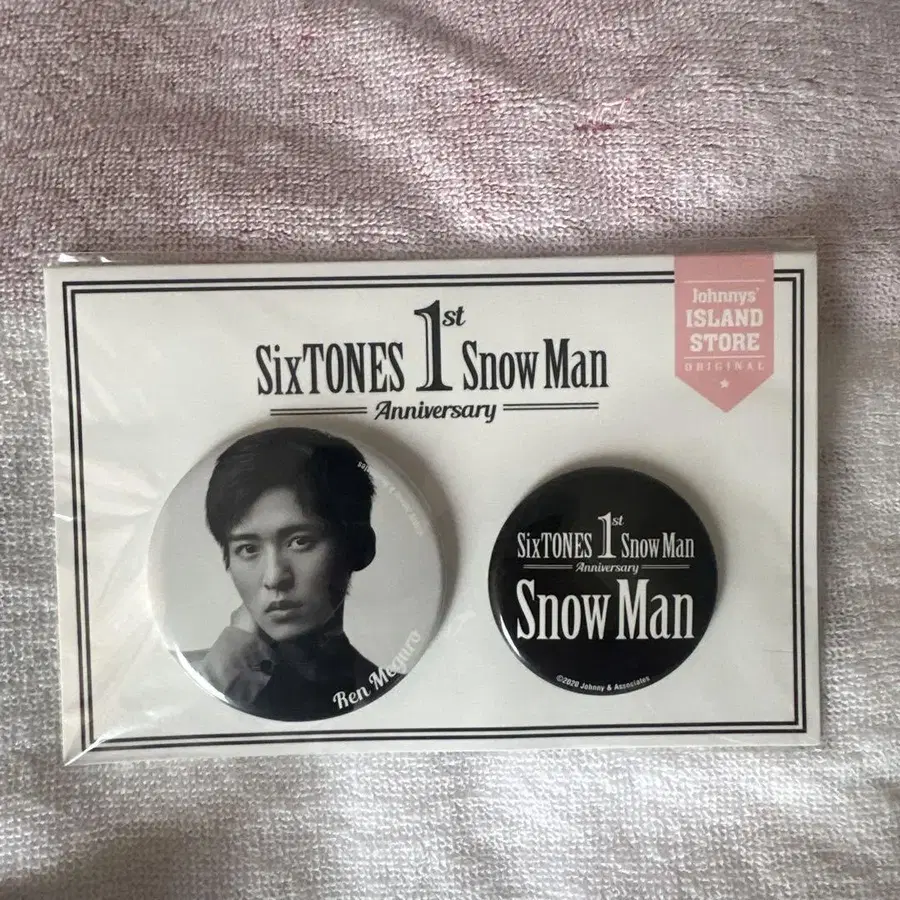 SixTONES 1st Snow Man
Anniversary
Johnnys'
ISLAND
STORE
ORIGINAL
Ren Meguro
SixTONES 1st Snow Man
Anniversary
Snow Man
©2020 Johnny & Associates